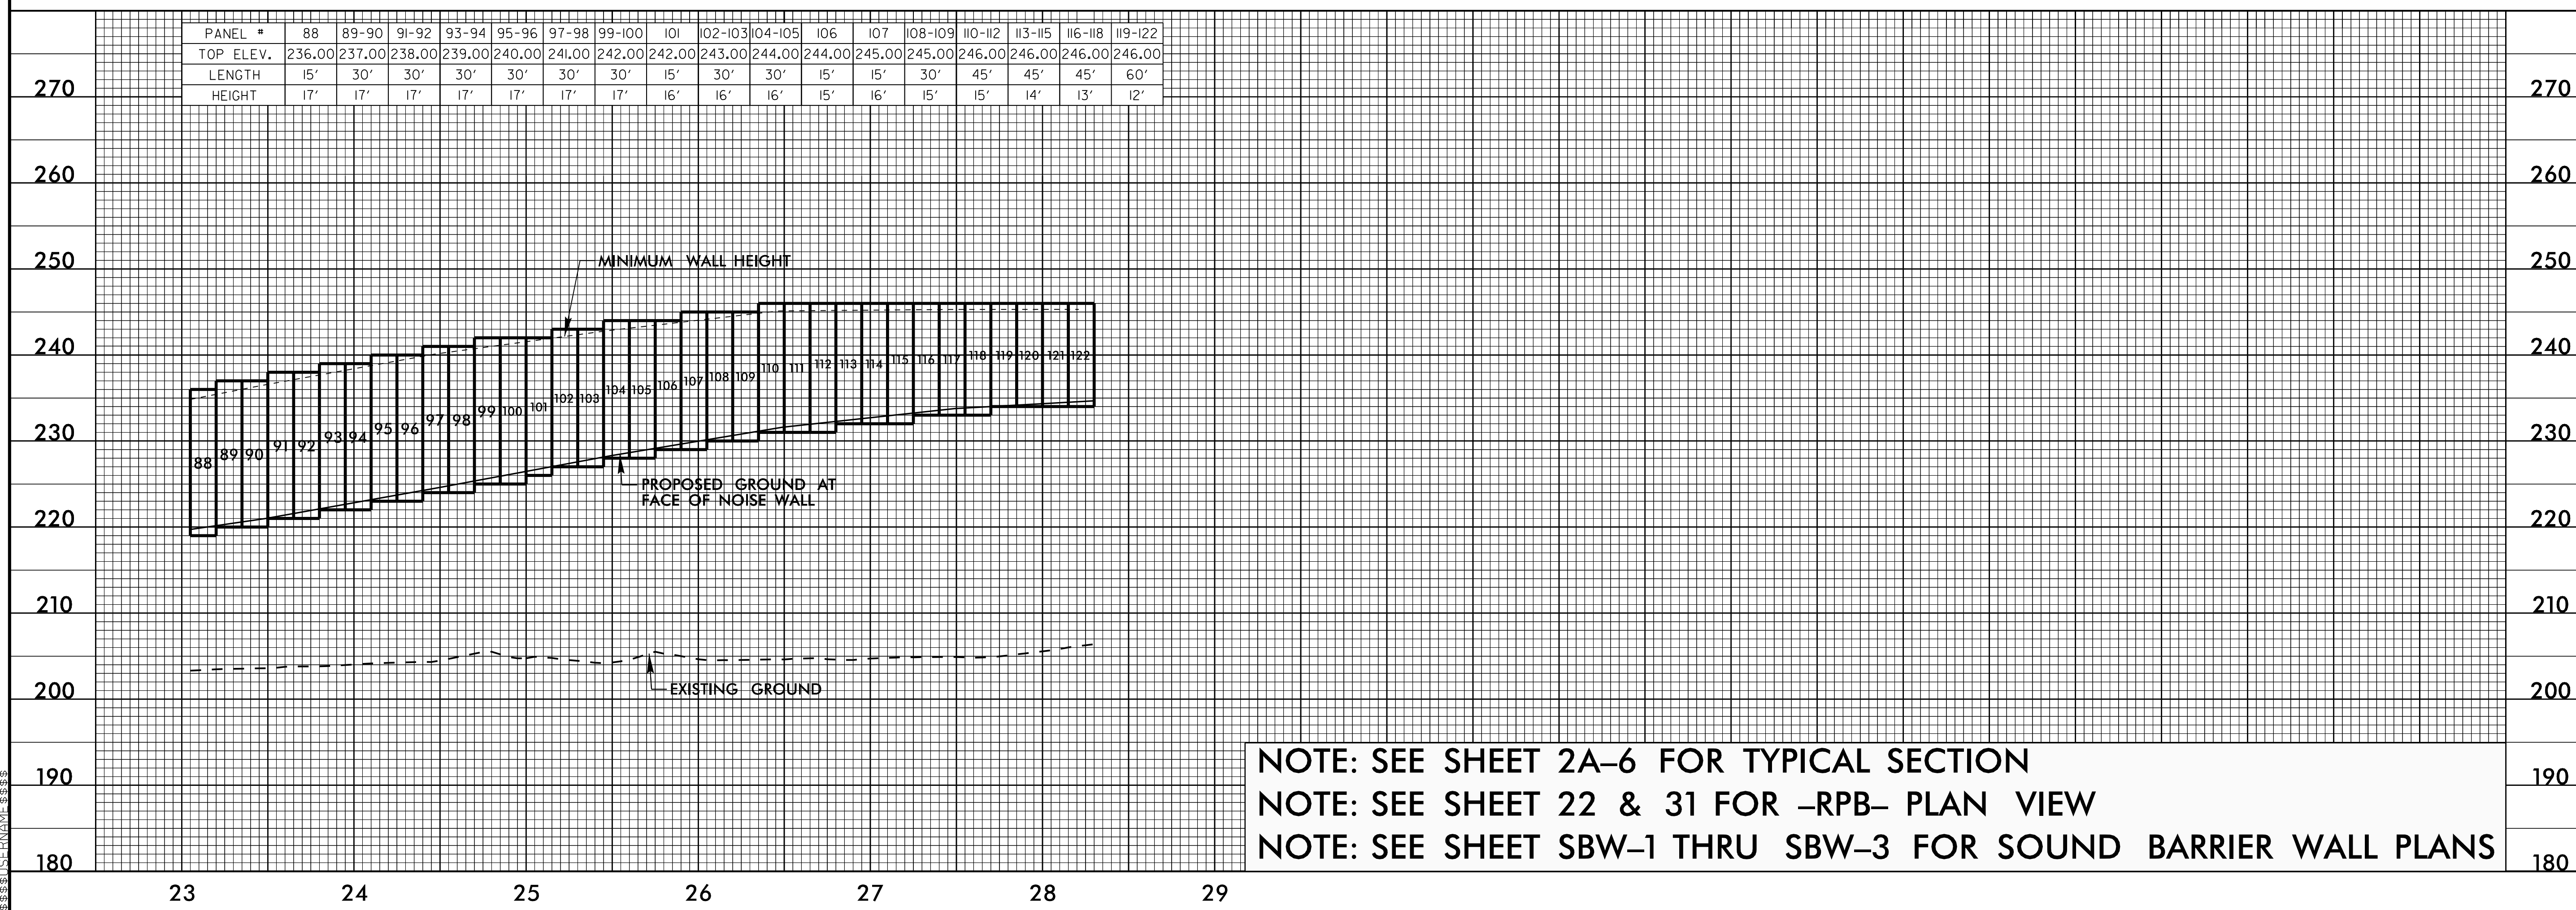 PANEL # 88 89-90 91-92 93-94 95-96 97-98 99-100 101 102-103 104-105 106 107 108-109 110-112 113-115 116-118 119-122
TOP ELEV. 236.00 237.00 238.00 239.00 240.00 241.00 242.00 242.00 243.00 244.00 244.00 245.00 245.00 246.00 246.00 246.00 246.00
LENGTH 15' 30' 30' 30' 30' 30' 30' 15' 30' 30' 15' 15' 30' 45' 45' 45' 60'
HEIGHT 17' 17' 17' 17' 17' 17' 17' 16' 16' 16' 15' 16' 15' 15' 14' 13' 12'
270 270
260 260
250 250
MINIMUM WALL HEIGHT
240 240
88 89 90 91 92 93 94 95 96 97 98 99 100 101 102 103 104 105 106 107 108 109 110 111 112 113 114 115 116 117 118 119 120 121 122
230 230
PROPOSED GROUND AT
FACE OF NOISE WALL
220 220
210 210
EXISTING GROUND
200 200
190 190
180 180
NOTE: SEE SHEET 2A–6 FOR TYPICAL SECTION
NOTE: SEE SHEET 22 & 31 FOR –RPB– PLAN VIEW
NOTE: SEE SHEET SBW–1 THRU SBW–3 FOR SOUND BARRIER WALL PLANS
23 24 25 26 27 28 29
$$$$USERNAME$$$$